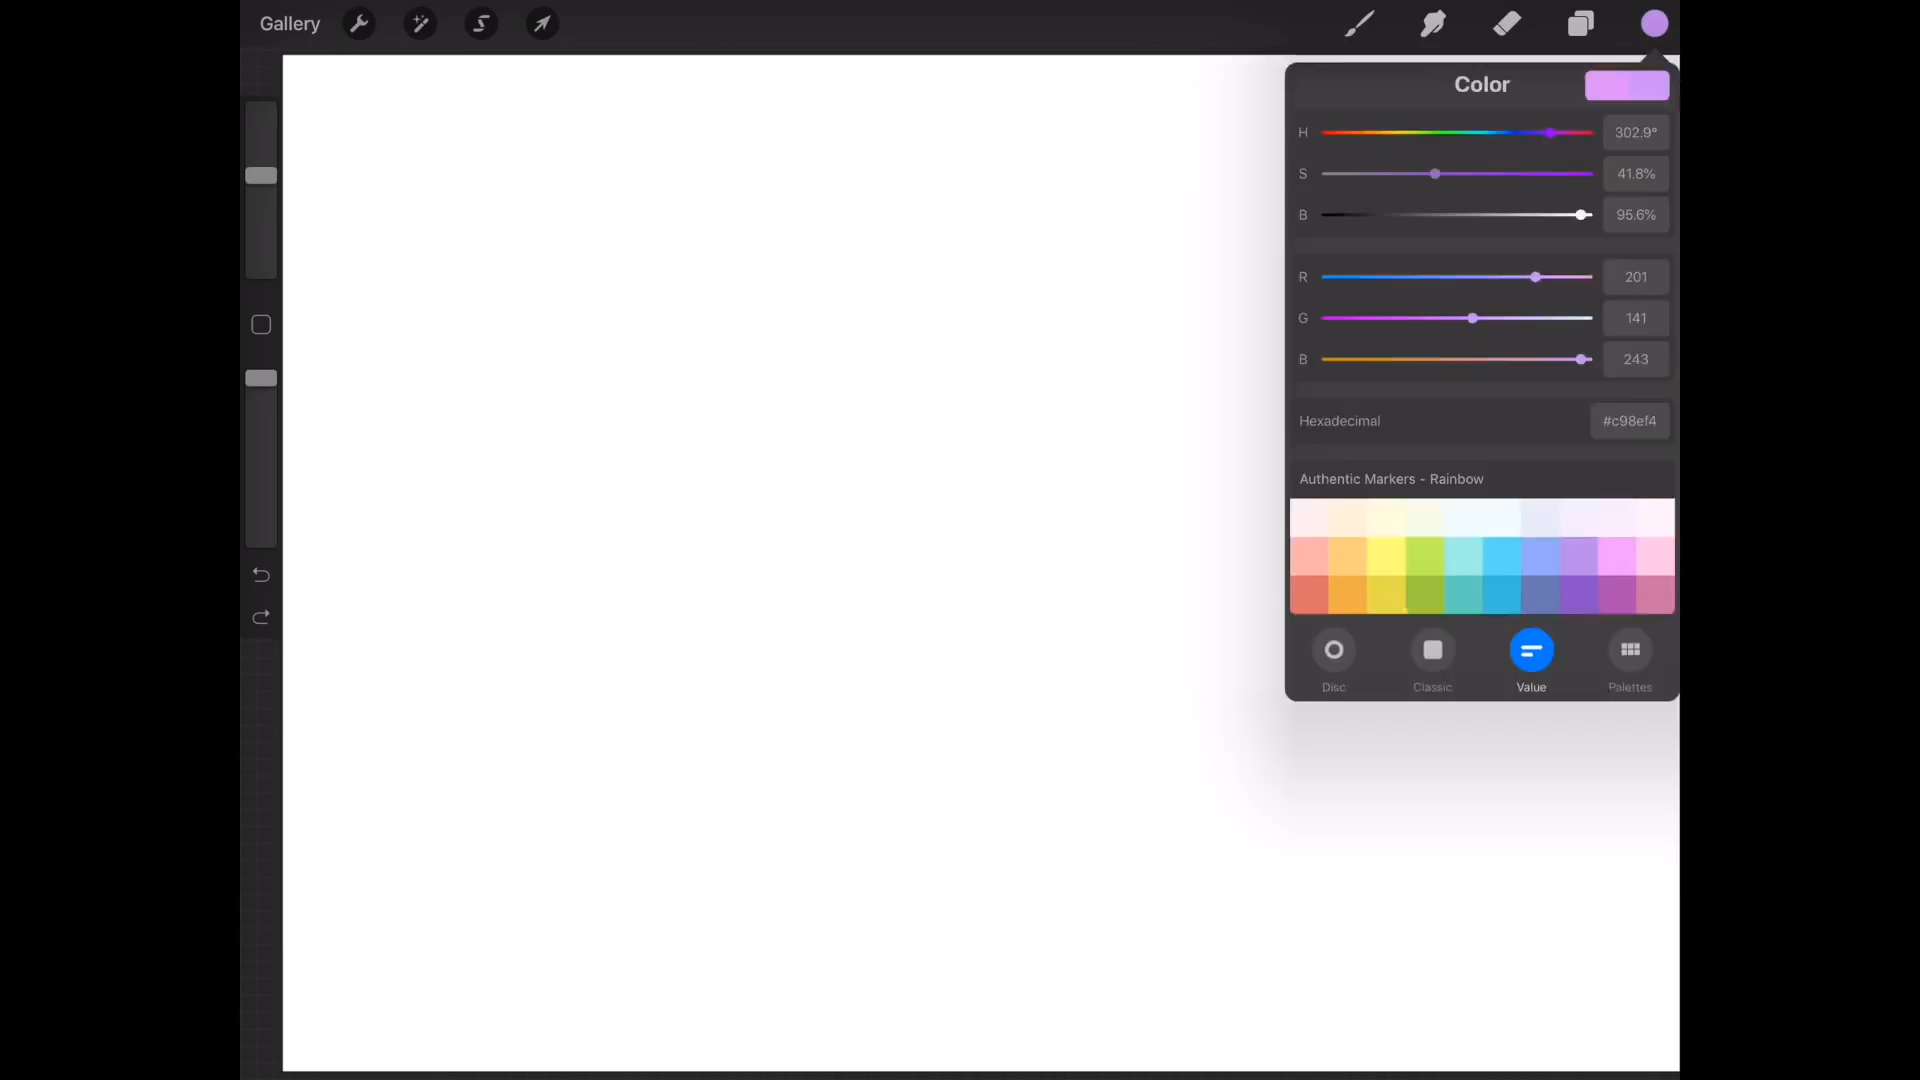 Gallery
Color
H 302.9°
S 41.8%
B 95.6%
R 201
G 141
B 243
Hexadecimal #c98ef4
Authentic Markers - Rainbow
Disc Classic Value Palettes